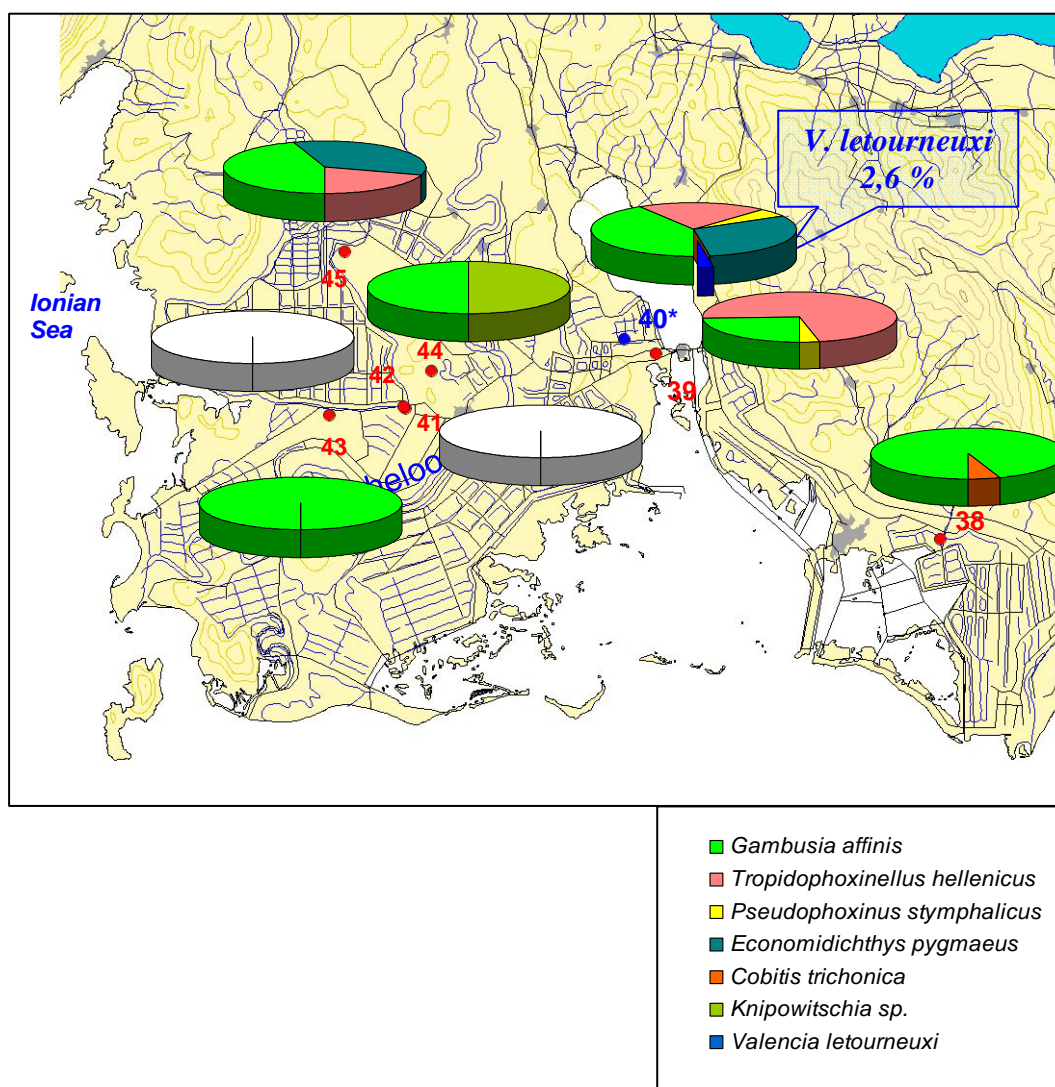 V. letourneuxi
2,6 %
45
Ionian
Sea
40*
44
42
39
41
43
heloo
38
Gambusia affinis
Tropidophoxinellus hellenicus
Pseudophoxinus stymphalicus
Economidichthys pygmaeus
Cobitis trichonica
Knipowitschia sp.
Valencia letourneuxi